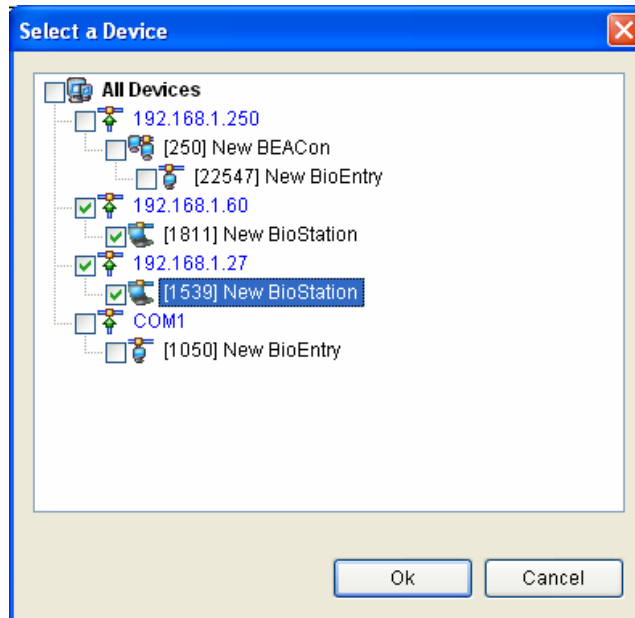 Select a Device
All Devices
192.168.1.250
[250] New BEACon
[22547] New BioEntry
192.168.1.60
[1811] New BioStation
192.168.1.27
[1539] New BioStation
COM1
[1050] New BioEntry
Ok Cancel